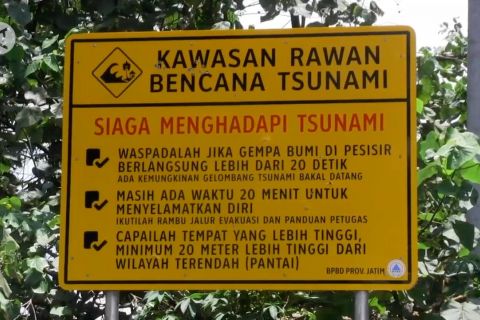 KAWASAN RAWAN
BENCANA TSUNAMI
SIAGA MENGHADAPI TSUNAMI
WASPADALAH JIKA GEMPA BUMI DI PESISIR
BERLANGSUNG LEBIH DARI 20 DETIK
ADA KEMUNGKINAN GELOMBANG TSUNAMI BAKAL DATANG
MASIH ADA WAKTU 20 MENIT UNTUK
MENYELAMATKAN DIRI
IKUTILAH RAMBU JALUR EVAKUASI DAN PANDUAN PETUGAS
CAPAILAH TEMPAT YANG LEBIH TINGGI,
MINIMUM 20 METER LEBIH TINGGI DARI
WILAYAH TERENDAH (PANTAI)
BPBD PROV. JATIM